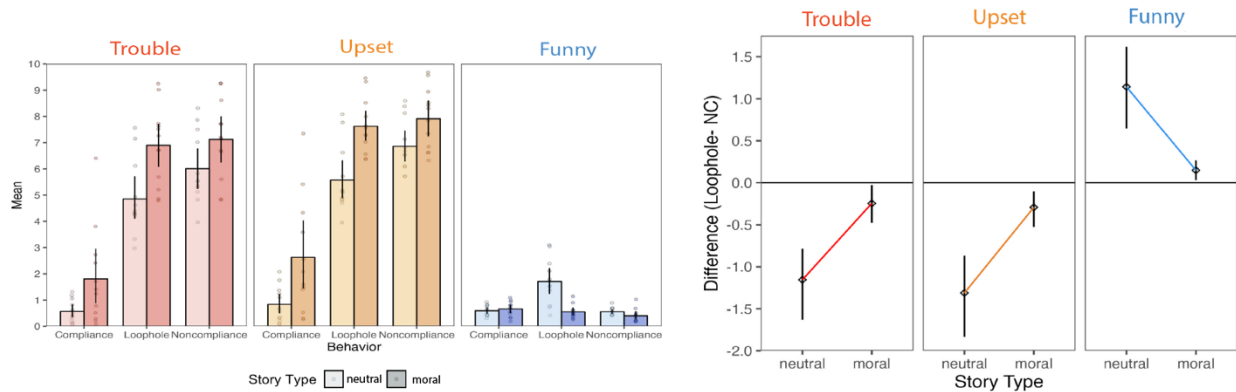 Trouble
Upset
Funny
Mean
10
9
8
7
6
5
4
3
2
1
0
Compliance Loophole Noncompliance
Compliance Loophole Noncompliance
Compliance Loophole Noncompliance
Behavior
Story Type neutral moral
Trouble
Upset
Funny
Difference (Loophole- NC)
1.5
1.0
0.5
0.0
-0.5
-1.0
-1.5
-2.0
neutral moral
neutral moral
neutral moral
Story Type